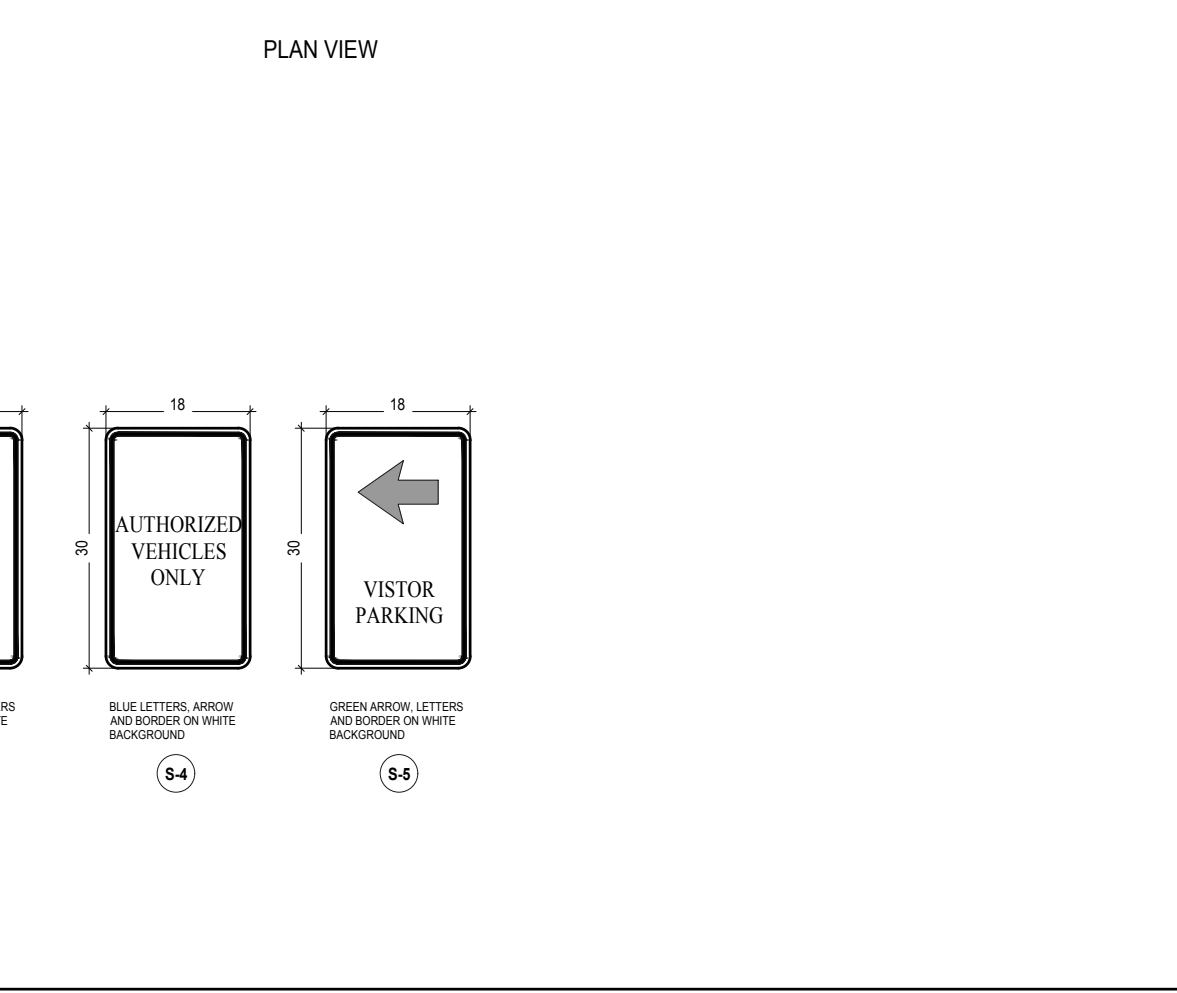 PLAN VIEW
18
18
30
AUTHORIZED
VEHICLES
ONLY
30
VISTOR
PARKING
BLUE LETTERS, ARROW
AND BORDER ON WHITE
BACKGROUND
GREEN ARROW, LETTERS
AND BORDER ON WHITE
BACKGROUND
S-4
S-5